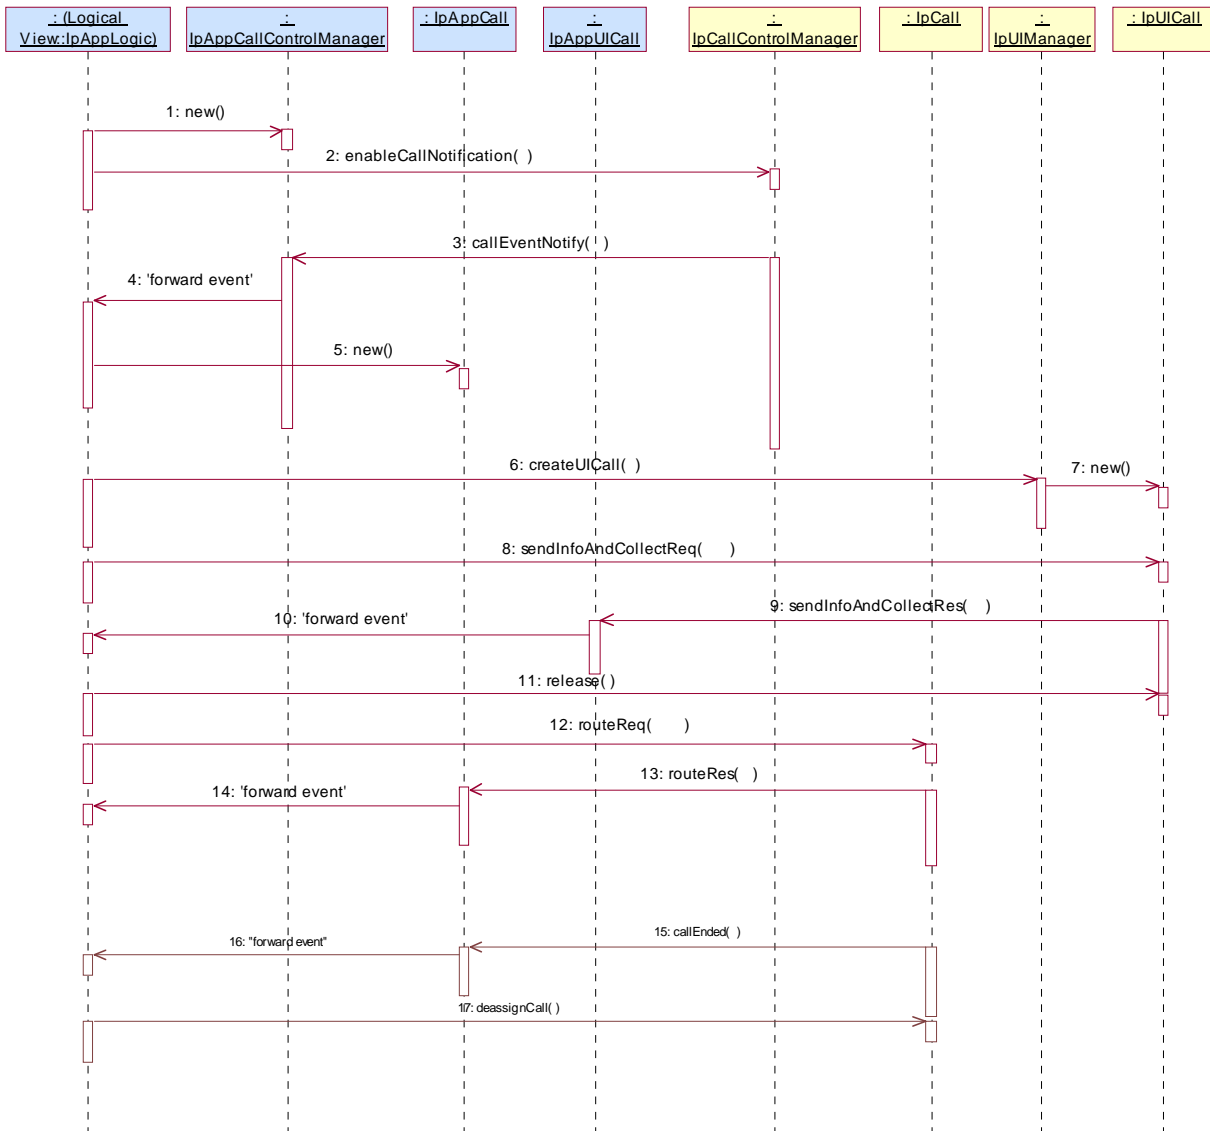 : (Logical
View::IpAppLogic)
:
IpAppCallControlManager
: IpAppCall
:
IpAppUICall
:
IpCallControlManager
: IpCall
:
IpUIManager
: IpUICall
1: new()
2: enableCallNotification( )
3: callEventNotify( )
4: 'forward event'
5: new()
6: createUICall( )
7: new()
8: sendInfoAndCollectReq( )
9: sendInfoAndCollectRes( )
10: 'forward event'
11: release( )
12: routeReq( )
13: routeRes( )
14: 'forward event'
15: callEnded( )
16: "forward event"
17: deassignCall( )